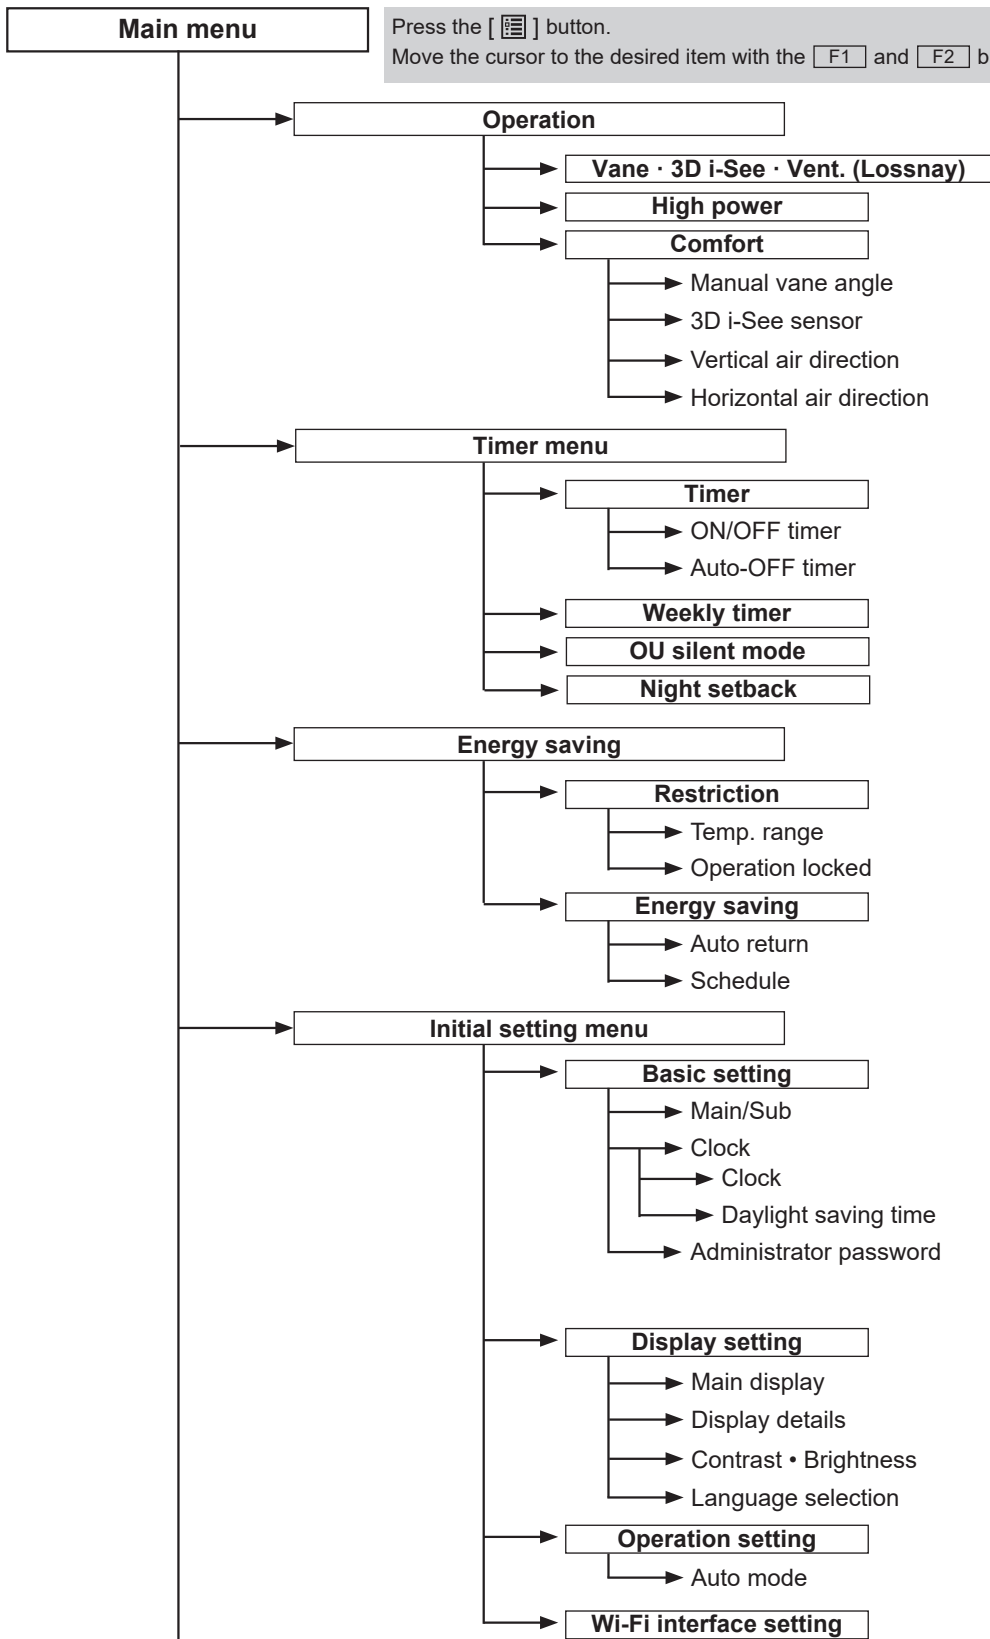 Main menu
Press the [ ] button.
Move the cursor to the desired item with the F1 and F2 b
Operation
Vane · 3D i-See · Vent. (Lossnay)
High power
Comfort
Manual vane angle
3D i-See sensor
Vertical air direction
Horizontal air direction
Timer menu
Timer
ON/OFF timer
Auto-OFF timer
Weekly timer
OU silent mode
Night setback
Energy saving
Restriction
Temp. range
Operation locked
Energy saving
Auto return
Schedule
Initial setting menu
Basic setting
Main/Sub
Clock
Clock
Daylight saving time
Administrator password
Display setting
Main display
Display details
Contrast • Brightness
Language selection
Operation setting
Auto mode
Wi-Fi interface setting